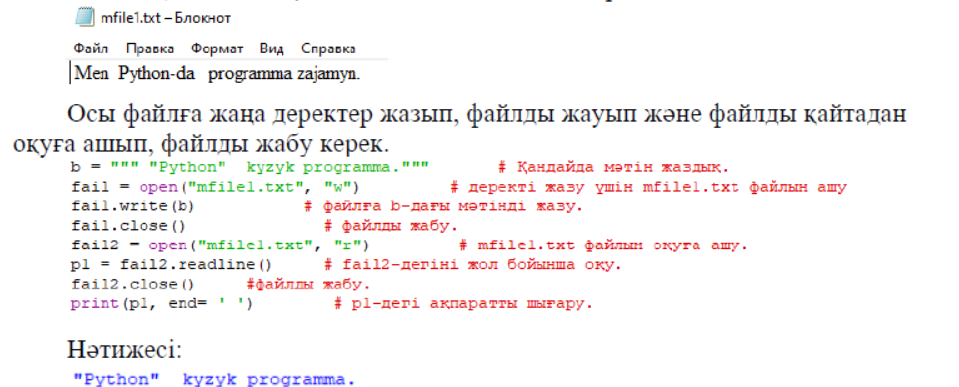 mfile1.txt – Блокнот
Файл Правка Формат Вид Справка
Men Python-da programma zajamyn.
Осы файлға жаңа деректер жазып, файлды жауып және файлды қайтадан
оқуға ашып, файлды жабу керек.
b = """ "Python"  kyzyk programma."""      # Қандайда мәтін жаздық.
fail = open("mfile1.txt", "w")      # деректі жазу үшін mfile1.txt файлын ашу
fail.write(b)      # файлға b-дағы мәтінді жазу.
fail.close()      # файлды жабу.
fail2 = open("mfile1.txt", "r")      # mfile1.txt файлын оқуға ашу.
p1 = fail2.readline()      # fail2-дегіні жол бойынша оқу.
fail2.close()      #файлды жабу.
print(p1, end= ' ')      # p1-дегі ақпаратты шығару.
Нәтижесі:
"Python"  kyzyk programma.